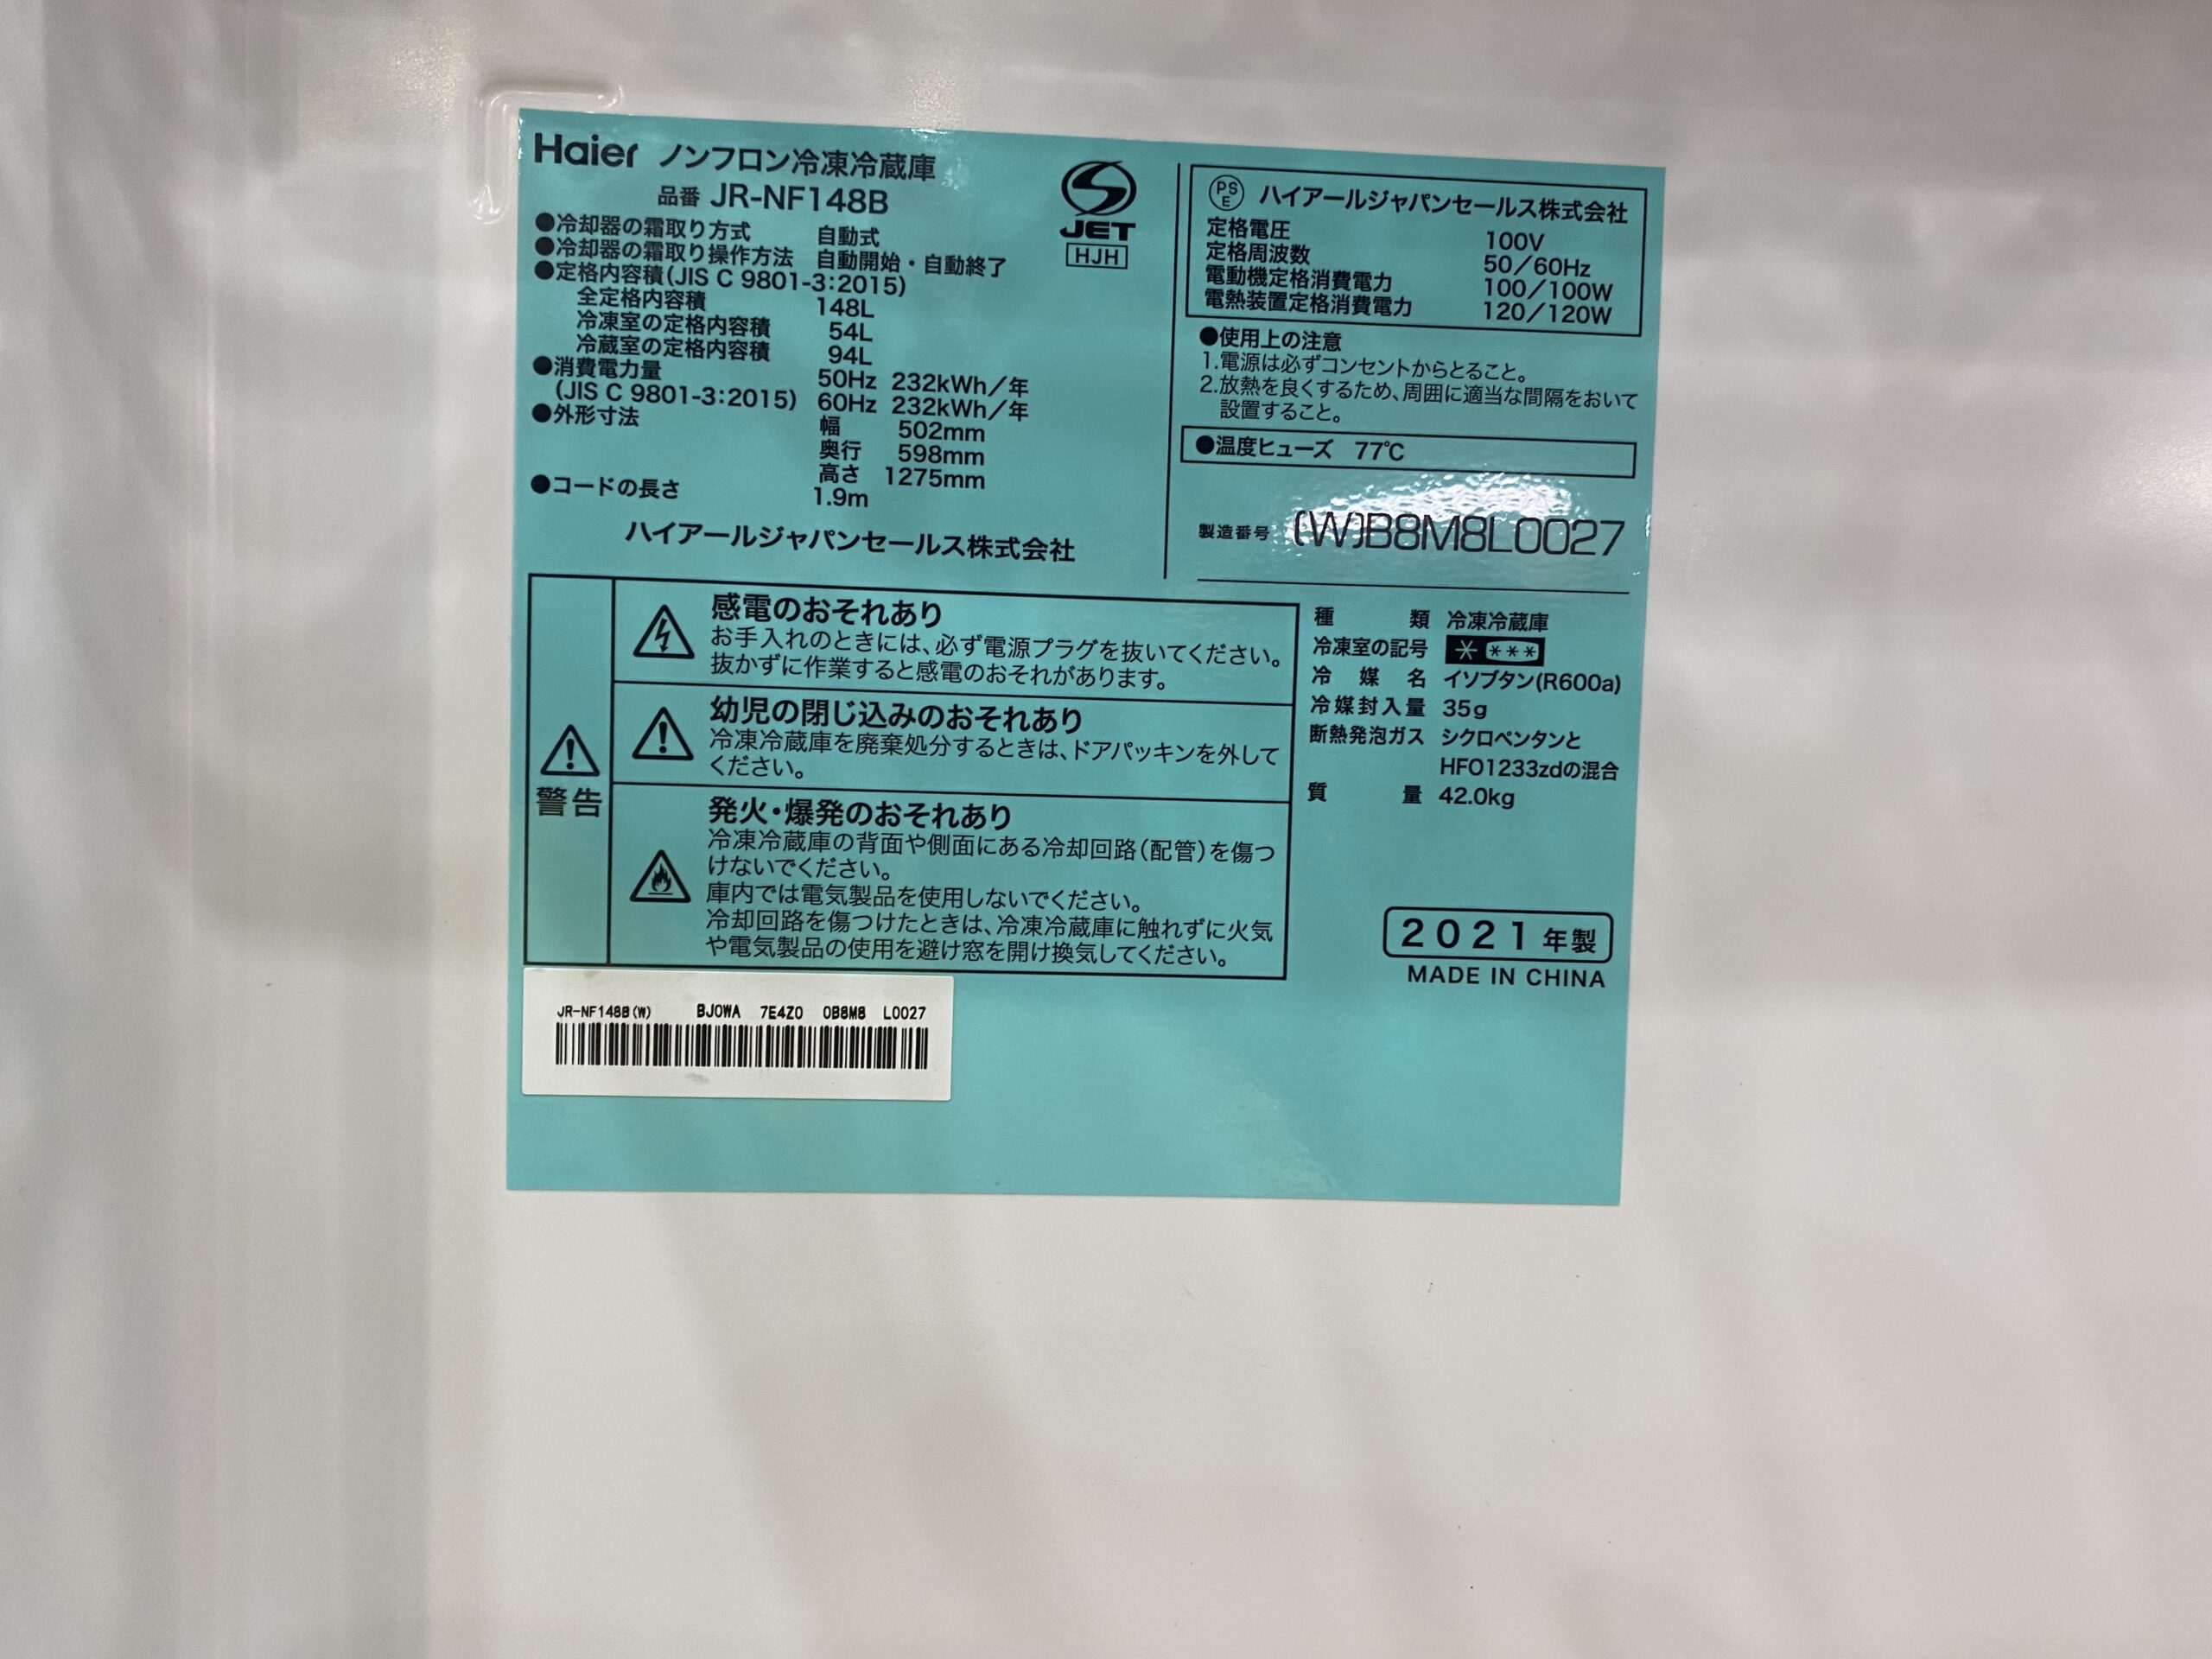 Haier ノンフロン冷凍冷蔵庫
品番 JR-NF148B
●冷却器の霜取り方式 自動式
●冷却器の霜取り操作方法 自動開始・自動終了
●定格内容積(JIS C 9801-3:2015)
全定格内容積 148L
冷凍室の定格内容積 54L
冷蔵室の定格内容積 94L
●消費電力量 50Hz 232kWh/年
(JIS C 9801-3:2015) 60Hz 232kWh/年
●外形寸法 幅 502mm
奥行 598mm
高さ 1275mm
●コードの長さ 1.9m
ハイアールジャパンセールス株式会社
JET
HJH
PSE ハイアールジャパンセールス株式会社
定格電圧 100V
定格周波数 50/60Hz
電動機定格消費電力 100/100W
電熱装置定格消費電力 120/120W
●使用上の注意
1.電源は必ずコンセントからとること。
2.放熱を良くするため、周囲に適当な間隔をおいて
設置すること。
●温度ヒューズ 77℃
製造番号 (W)B8M8L0027
警告
感電のおそれあり
お手入れのときには、必ず電源プラグを抜いてください。
抜かずに作業すると感電のおそれがあります。
幼児の閉じ込みのおそれあり
冷凍冷蔵庫を廃棄処分するときは、ドアパッキンを外して
ください。
発火・爆発のおそれあり
冷凍冷蔵庫の背面や側面にある冷却回路(配管)を傷つ
けないでください。
庫内では電気製品を使用しないでください。
冷却回路を傷つけたときは、冷凍冷蔵庫に触れずに火気
や電気製品の使用を避け窓を開け換気してください。
種類 冷凍冷蔵庫
冷凍室の記号 * ***
冷媒名 イソブタン(R600a)
冷媒封入量 35g
断熱発泡ガス シクロペンタンと
HFO1233zdの混合
質量 42.0kg
2021年製
MADE IN CHINA
JR-NF148B(W) BJ0WA 7E4Z0 0B8M8 L0027